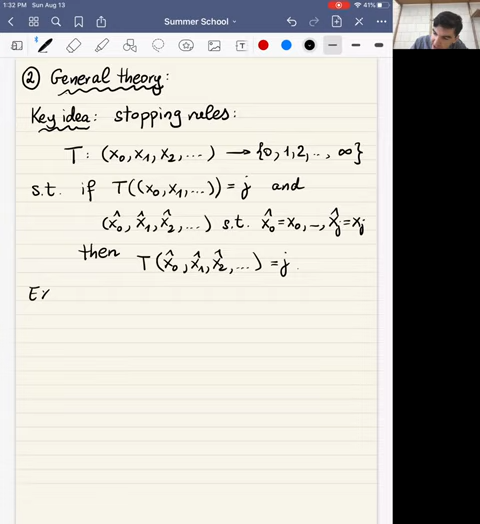 1:32 PM Sun Aug 13
41%
Summer School
② General theory:
Key idea: stopping rules:
T: (x₀, x₁, x₂, ...) → {0, 1, 2, .., ∞}
s.t. if T((x₀, x₁, ...)) = j and
(x̂₀, x̂₁, x̂₂, ...) s.t. x̂₀=x₀, –, x̂ⱼ=xⱼ
then T(x̂₀, x̂₁, x̂₂, ...) = j.
Ex